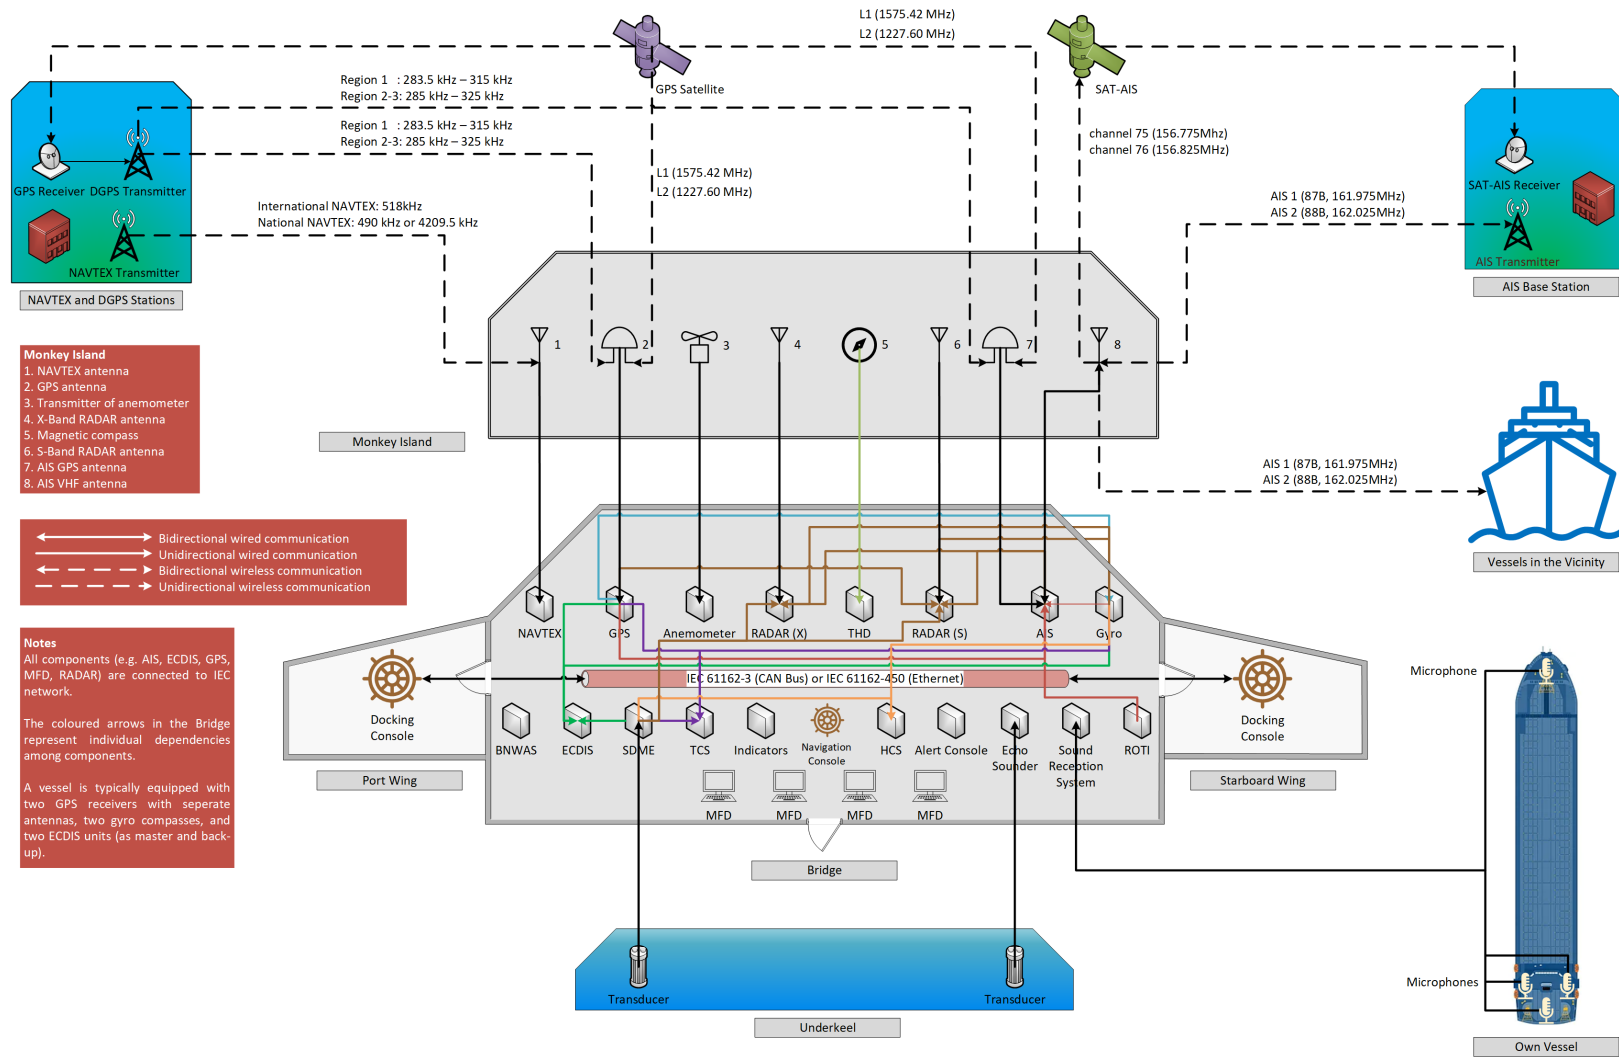 L1 (1575.42 MHz)
L2 (1227.60 MHz)
GPS Satellite
SAT-AIS
Region 1   : 283.5 kHz – 315 kHz
Region 2-3: 285 kHz – 325 kHz
Region 1   : 283.5 kHz – 315 kHz
Region 2-3: 285 kHz – 325 kHz
channel 75 (156.775Mhz)
channel 76 (156.825MHz)
L1 (1575.42 MHz)
L2 (1227.60 MHz)
GPS Receiver
DGPS Transmitter
SAT-AIS Receiver
International NAVTEX: 518kHz
National NAVTEX: 490 kHz or 4209.5 kHz
AIS 1 (87B, 161.975MHz)
AIS 2 (88B, 162.025MHz)
NAVTEX Transmitter
AIS Transmitter
NAVTEX and DGPS Stations
AIS Base Station
1
2
3
4
5
6
7
8
Monkey Island
1. NAVTEX antenna
2. GPS antenna
3. Transmitter of anemometer
4. X-Band RADAR antenna
5. Magnetic compass
6. S-Band RADAR antenna
7. AIS GPS antenna
8. AIS VHF antenna
Monkey Island
AIS 1 (87B, 161.975MHz)
AIS 2 (88B, 162.025MHz)
Bidirectional wired communication
Unidirectional wired communication
Bidirectional wireless communication
Unidirectional wireless communication
Vessels in the Vicinity
NAVTEX
GPS
Anemometer
RADAR (X)
THD
RADAR (S)
AIS
Gyro
Notes
All components (e.g. AIS, ECDIS, GPS,
MFD, RADAR) are connected to IEC
network.
The coloured arrows in the Bridge
represent individual dependencies
among components.
A vessel is typically equipped with
two GPS receivers with seperate
antennas, two gyro compasses, and
two ECDIS units (as master and back-
up).
IEC 61162-3 (CAN Bus) or IEC 61162-450 (Ethernet)
Docking
Console
Docking
Console
BNWAS
ECDIS
SDME
TCS
Indicators
Navigation
Console
HCS
Alert Console
Echo
Sounder
Sound
Reception
System
ROTI
Port Wing
Starboard Wing
MFD
MFD
MFD
MFD
Bridge
Microphone
Microphones
Transducer
Transducer
Underkeel
Own Vessel